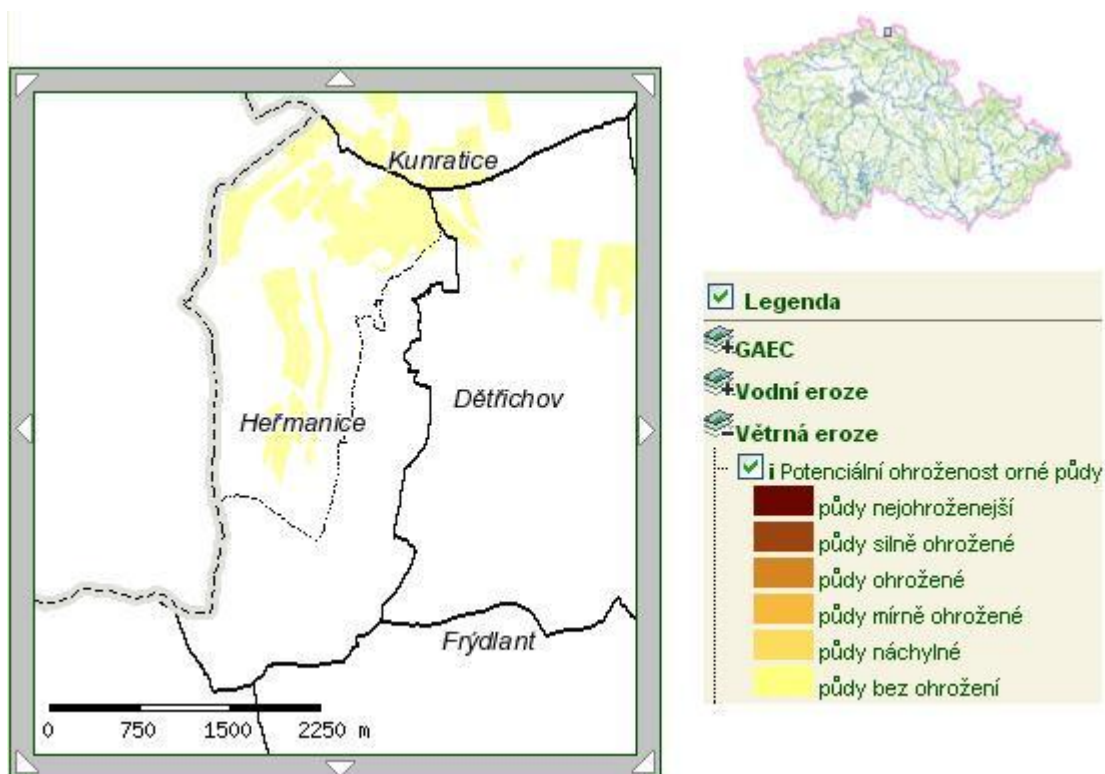 Kunratice
Heřmanice
Dětřichov
Frýdlant
0 750 1500 2250 m
Legenda
GAEC
Vodní eroze
Větrná eroze
i Potenciální ohroženost orné půdy
půdy nejohroženejší
půdy silně ohrožené
půdy ohrožené
půdy mírně ohrožené
půdy náchylné
půdy bez ohrožení